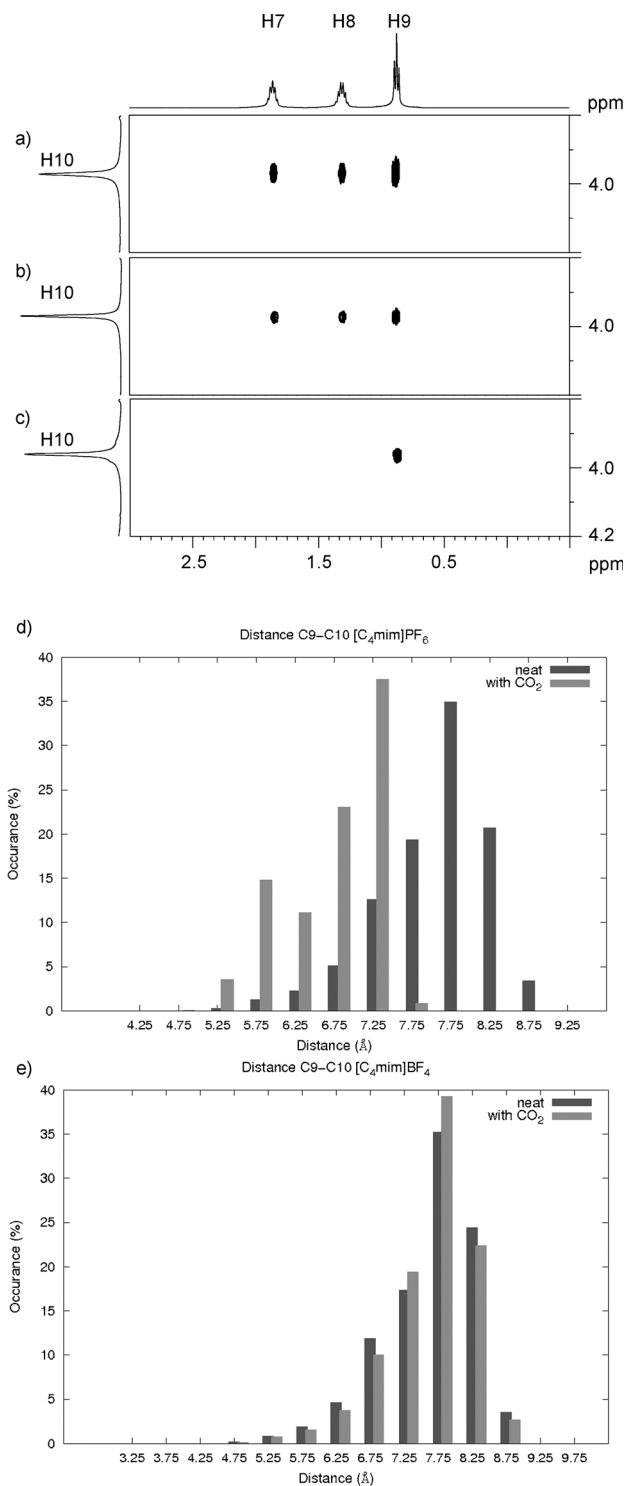 H7 H8 H9
ppm
a)
H10
4.0
b)
H10
4.0
c)
H10
4.0
4.2
2.5 1.5 0.5 ppm
d)
Distance C9−C10 [C₄mim]PF₆
neat
with CO₂
Occurance (%)
40
35
30
25
20
15
10
5
0
4.25 4.75 5.25 5.75 6.25 6.75 7.25 7.75 7.75 8.25 8.75 9.25
Distance (Å)
e)
Distance C9−C10 [C₄mim]BF₄
neat
with CO₂
Occurance (%)
40
35
30
25
20
15
10
5
0
3.25 3.75 4.25 4.75 5.25 5.75 6.25 6.75 7.25 7.75 8.25 8.75 9.25 9.75
Distance (Å)